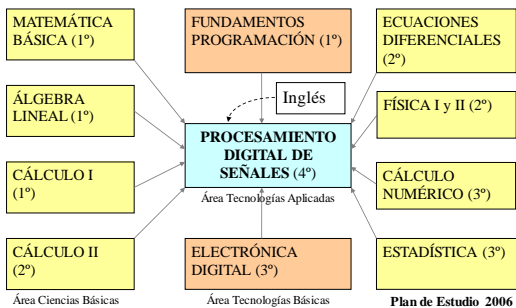 MATEMÁTICA
BÁSICA (1º)
FUNDAMENTOS
PROGRAMACIÓN (1º)
ECUACIONES
DIFERENCIALES
(2º)
ÁLGEBRA
LINEAL (1º)
Inglés
FÍSICA I y II (2º)
PROCESAMIENTO
DIGITAL DE
SEÑALES (4º)
Área Tecnologías Aplicadas
CÁLCULO I
(1º)
CÁLCULO
NUMÉRICO (3º)
CÁLCULO II
(2º)
ELECTRÓNICA
DIGITAL (3º)
ESTADÍSTICA (3º)
Área Ciencias Básicas
Área Tecnologías Básicas
Plan de Estudio 2006